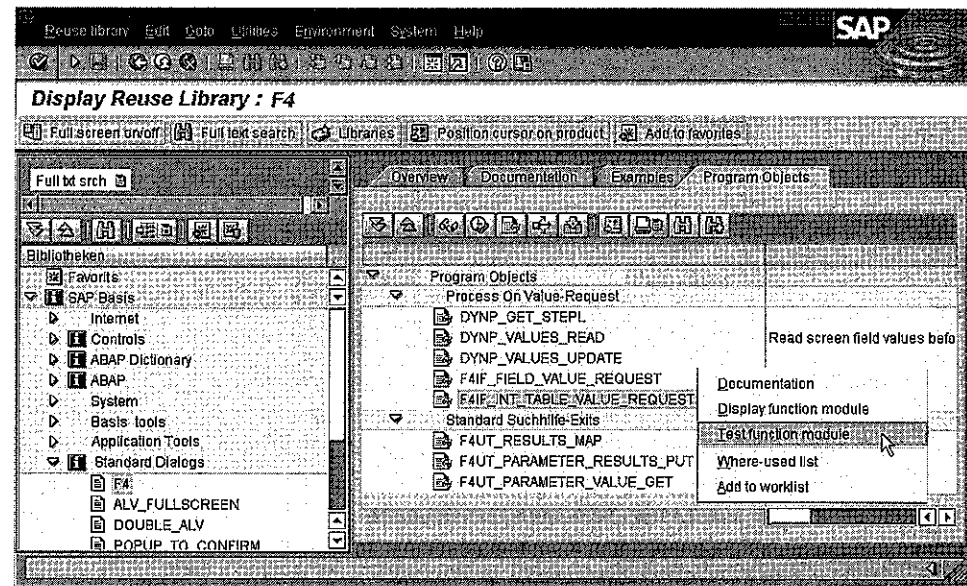 Reuse library Edit Goto Utilities Environment System Help
SAP
Display Reuse Library : F4
Full screen on/off Full text search Libraries Position cursor on product Add to favorites
Full txt srch
Overview Documentation Examples Program Objects
Bibliotheken
Favorits
SAP Basis
Internet
Controls
ABAP Dictionary
ABAP
System
Basis tools
Application Tools
Standard Dialogs
F4
ALV_FULLSCREEN
DOUBLE_ALV
POPUP_TO_CONFIRM
Program Objects
Process On Value-Request
DYNP_GET_STEPL
DYNP_VALUES_READ
Read screen field values befo
DYNP_VALUES_UPDATE
F4IF_FIELD_VALUE_REQUEST
F4IF_INT_TABLE_VALUE_REQUEST
Standard Suchhilfe-Exits
F4UT_RESULTS_MAP
F4UT_PARAMETER_RESULTS_PUT
F4UT_PARAMETER_VALUE_GET
Documentation
Display function module
Test function module
Where-used list
Add to worklist